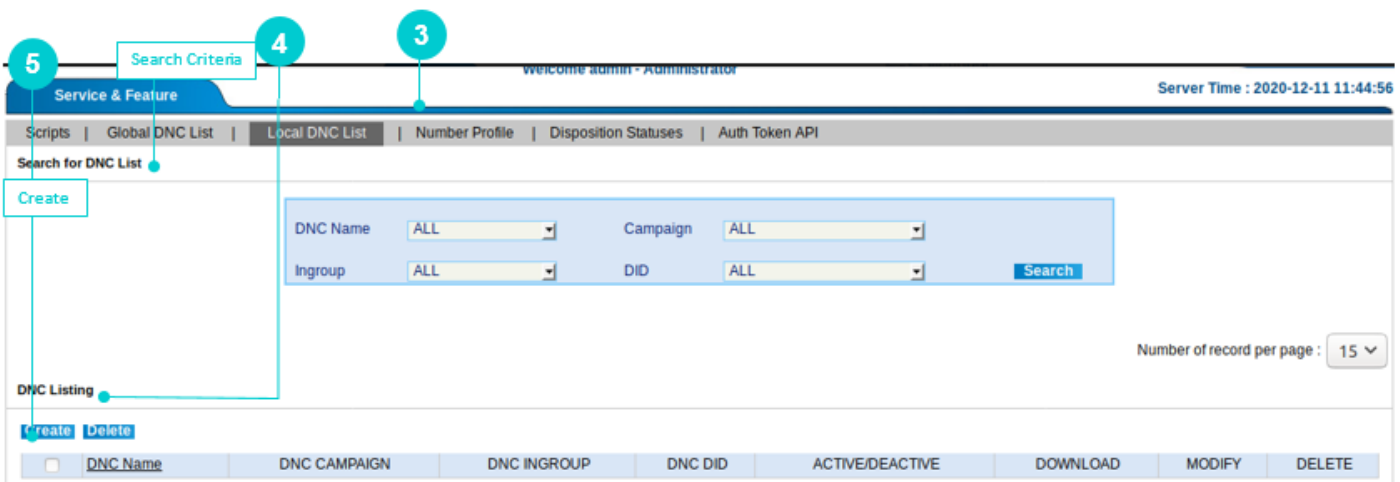 3
4
5
Search Criteria
Welcome admin - Administrator
Service & Feature
Server Time : 2020-12-11 11:44:56
Scripts | Global DNC List | Local DNC List | Number Profile | Disposition Statuses | Auth Token API
Search for DNC List
Create
DNC Name ALL Campaign ALL
Ingroup ALL DID ALL Search
Number of record per page : 15
DNC Listing
Create Delete
DNC Name DNC CAMPAIGN DNC INGROUP DNC DID ACTIVE/DEACTIVE DOWNLOAD MODIFY DELETE